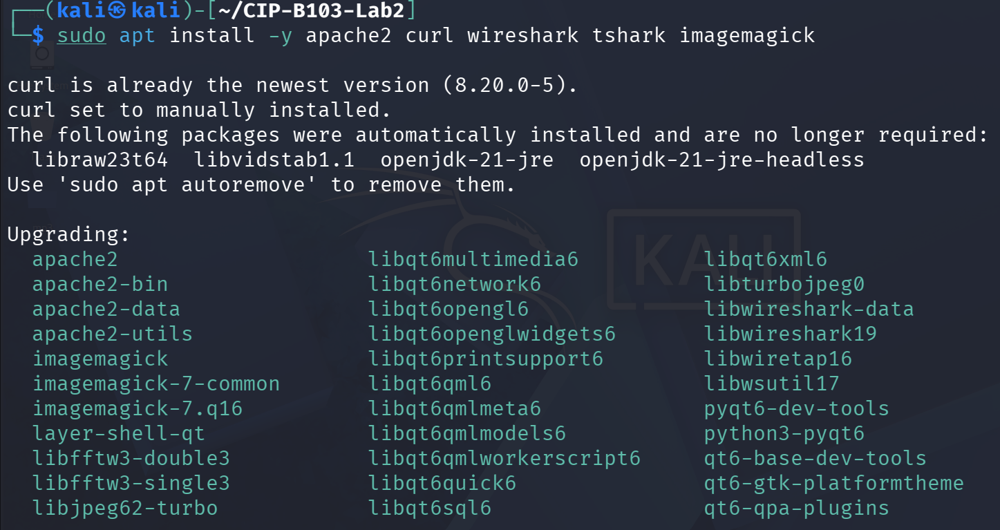 ┌──(kali㉿kali)-[~/CIP-B103-Lab2]
└─$ sudo apt install -y apache2 curl wireshark tshark imagemagick
curl is already the newest version (8.20.0-5).
curl set to manually installed.
The following packages were automatically installed and are no longer required:
  libraw23t64  libvidstab1.1  openjdk-21-jre  openjdk-21-jre-headless
Use 'sudo apt autoremove' to remove them.
Upgrading:
  apache2                    libqt6multimedia6          libqt6xml6
  apache2-bin                libqt6network6             libturbojpeg0
  apache2-data               libqt6opengl6              libwireshark-data
  apache2-utils              libqt6openglwidgets6       libwireshark19
  imagemagick                libqt6printsupport6        libwiretap16
  imagemagick-7-common       libqt6qml6                 libwsutil17
  imagemagick-7.q16          libqt6qmlmeta6             pyqt6-dev-tools
  layer-shell-qt             libqt6qmlmodels6           python3-pyqt6
  libfftw3-double3           libqt6qmlworkerscript6     qt6-base-dev-tools
  libfftw3-single3           libqt6quick6               qt6-gtk-platformtheme
  libjpeg62-turbo            libqt6sql6                 qt6-qpa-plugins
KALI